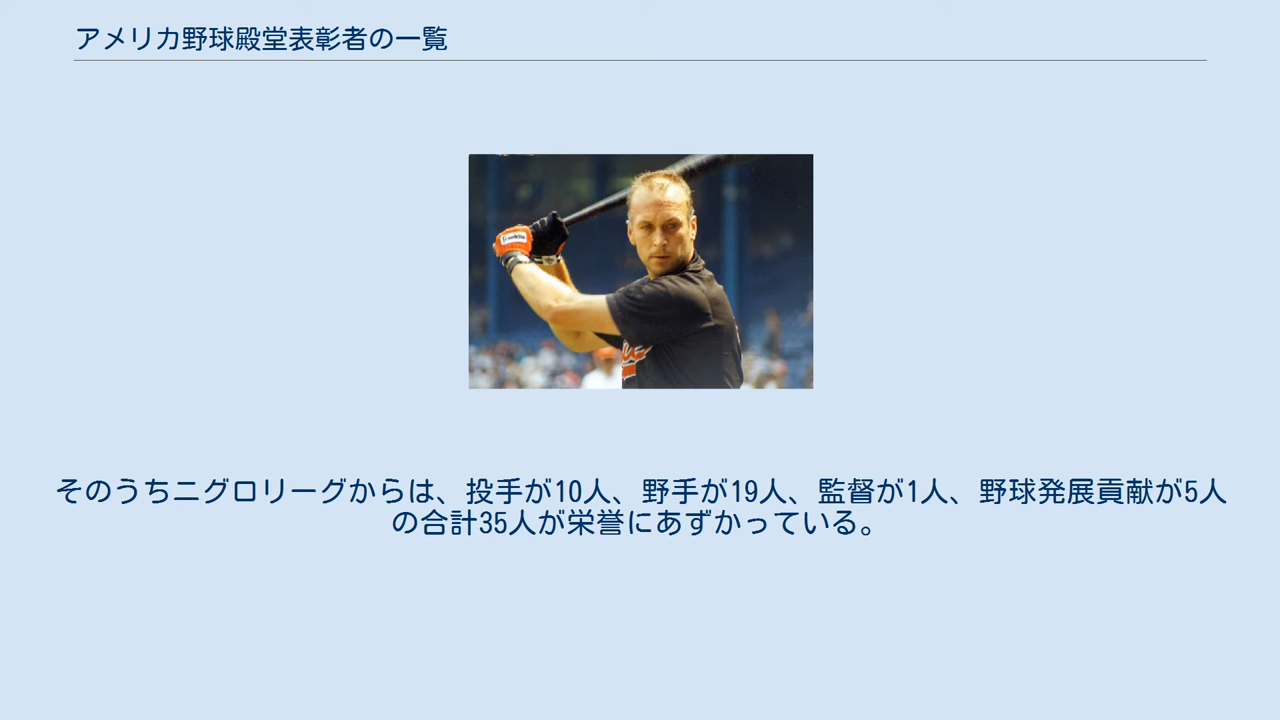 アメリカ野球殿堂表彰者の一覧
Franklin
そのうちニグロリーグからは、投手が10人、野手が19人、監督が1人、野球発展貢献が5人
の合計35人が栄誉にあずかっている。